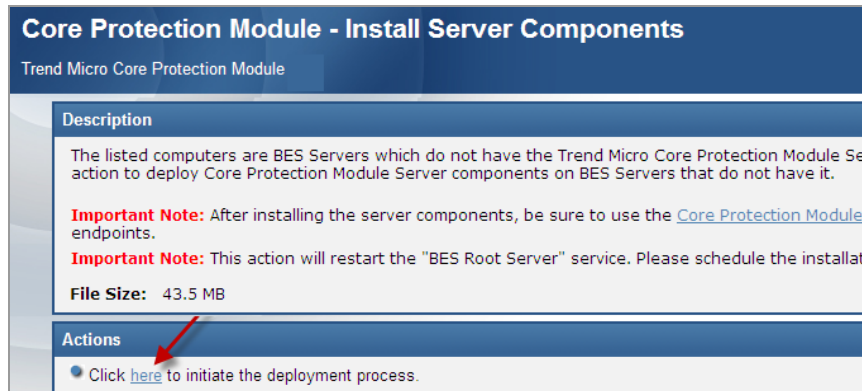 Core Protection Module - Install Server Components
Trend Micro Core Protection Module
Description
The listed computers are BES Servers which do not have the Trend Micro Core Protection Module
action to deploy Core Protection Module Server components on BES Servers that do not have it.
Important Note: After installing the server components, be sure to use the Core Protection Module
endpoints.
Important Note: This action will restart the "BES Root Server" service. Please schedule the
File Size: 43.5 MB
Actions
Click here to initiate the deployment process.